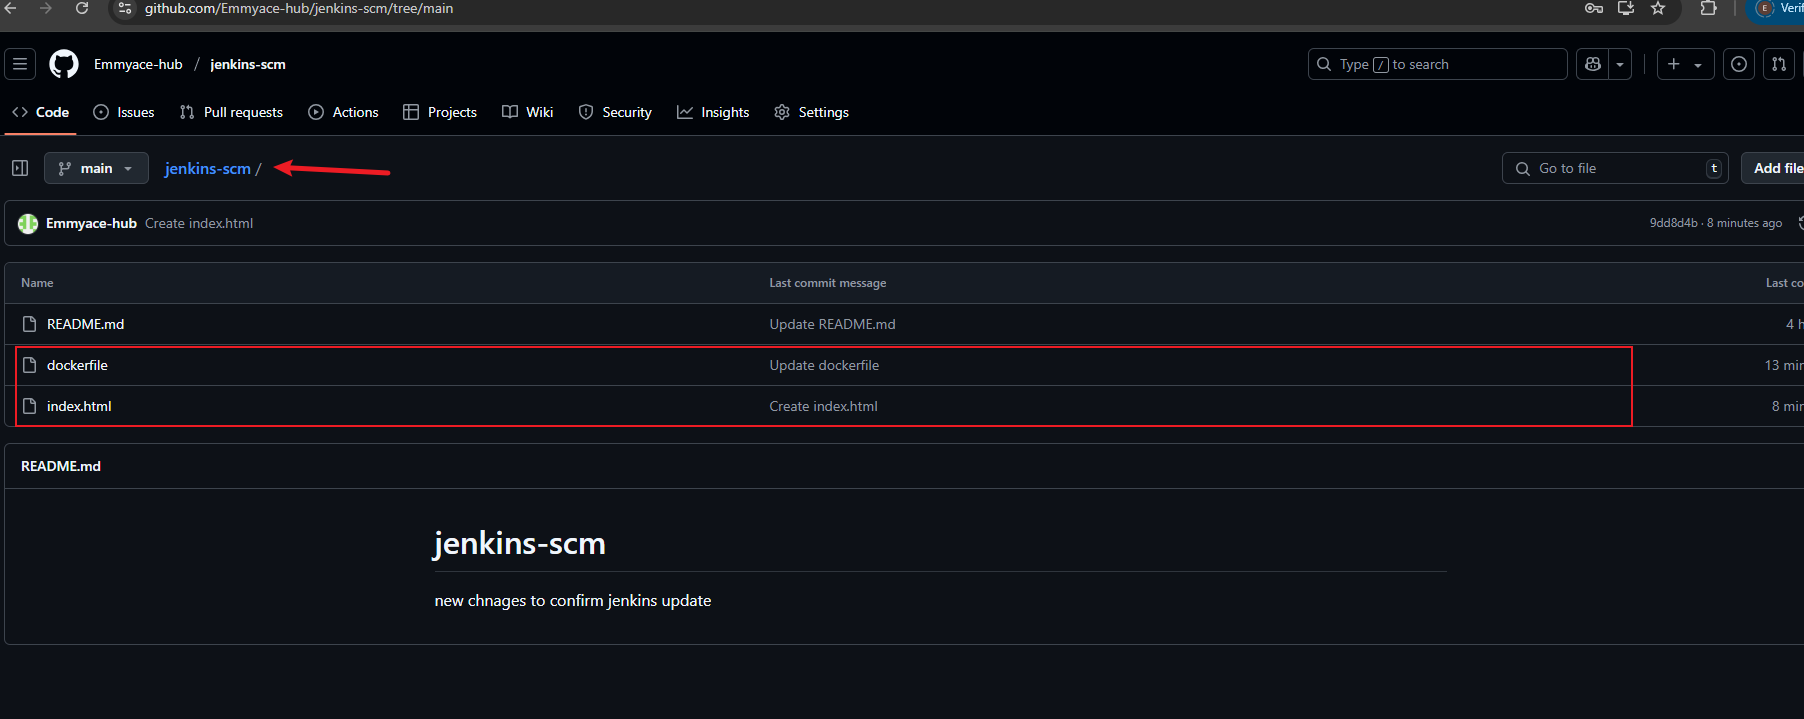 github.com/Emmyace-hub/jenkins-scm/tree/main
E Verif
Emmyace-hub / jenkins-scm
Type / to search
Code Issues Pull requests Actions Projects Wiki Security Insights Settings
main jenkins-scm /
Go to file t Add file
Emmyace-hub Create index.html 9dd8d4b · 8 minutes ago
Name Last commit message Last co
README.md Update README.md 4 h
dockerfile Update dockerfile 13 min
index.html Create index.html 8 min
README.md
jenkins-scm
new chnages to confirm jenkins update